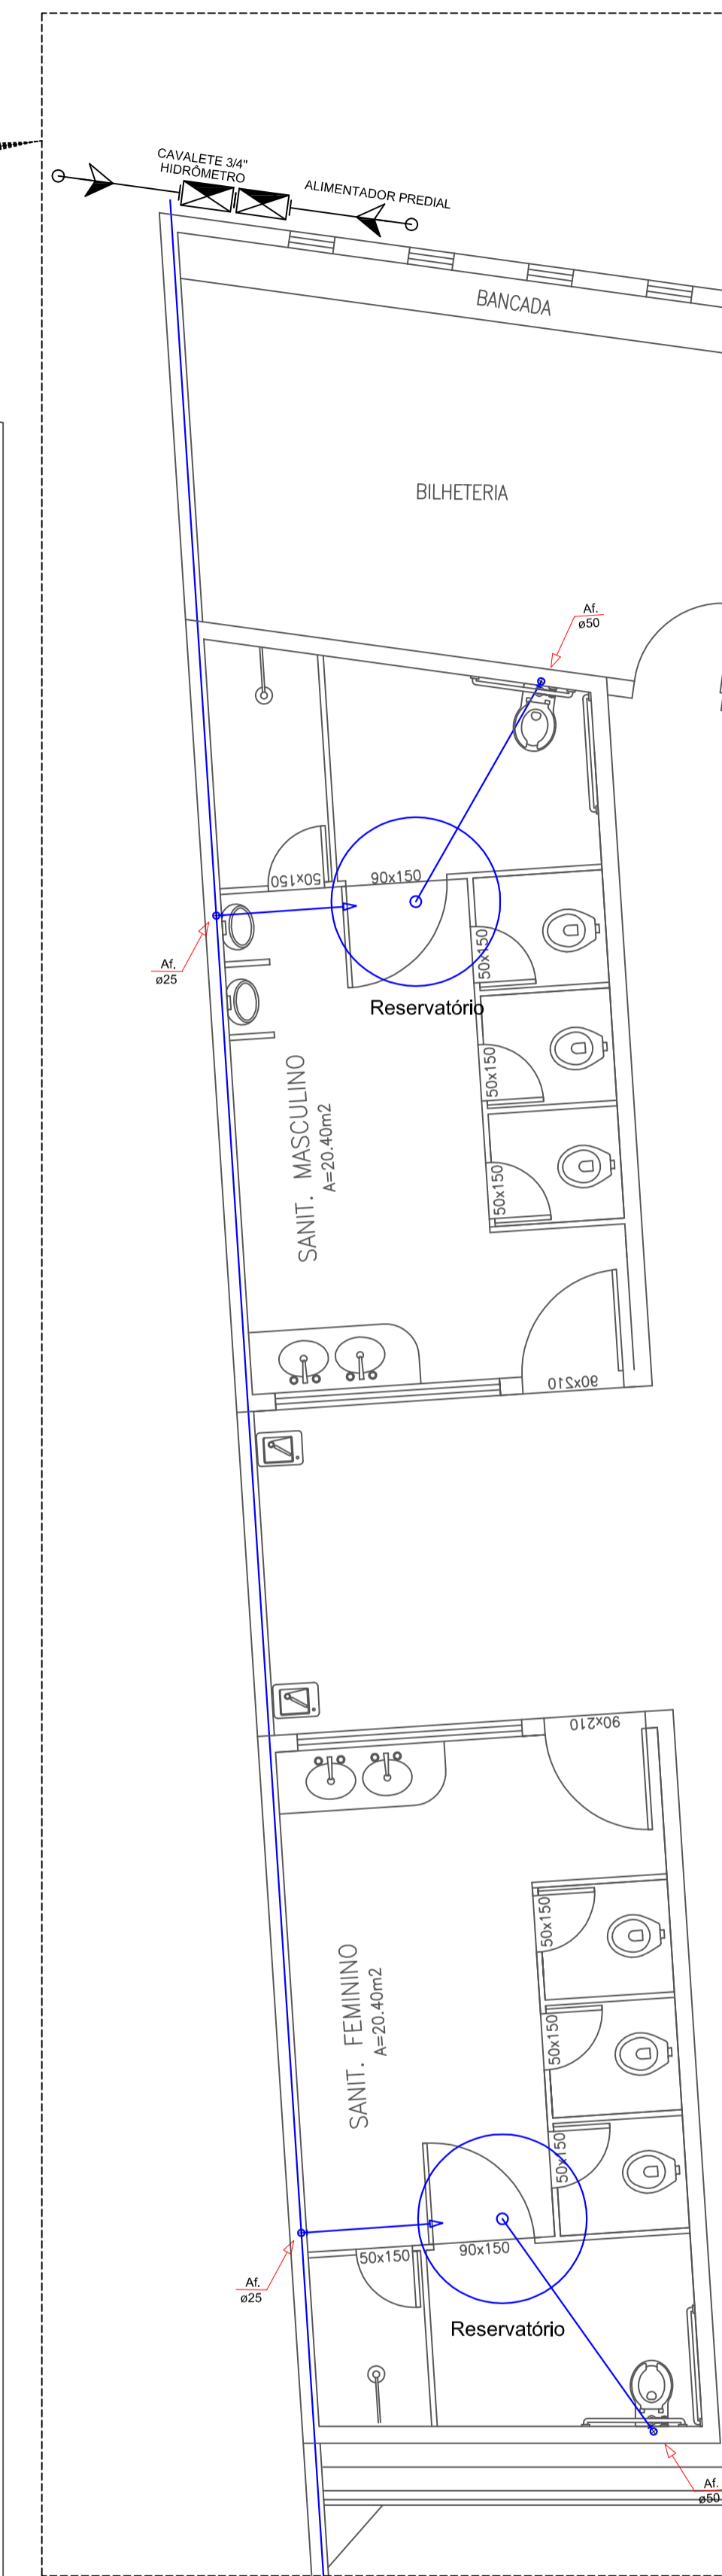 CAVALETE 3/4"
HIDRÔMETRO
ALIMENTADOR PREDIAL
BANCADA
BILHETERIA
Af.
ø50
50x150
90x150
Af.
ø25
50x150
Reservatório
50x150
SANIT. MASCULINO
A=20.40m2
50x150
90x210
90x210
50x150
SANIT. FEMININO
A=20.40m2
50x150
50x150
50x150
90x150
Af.
ø25
Reservatório
Af.
ø50